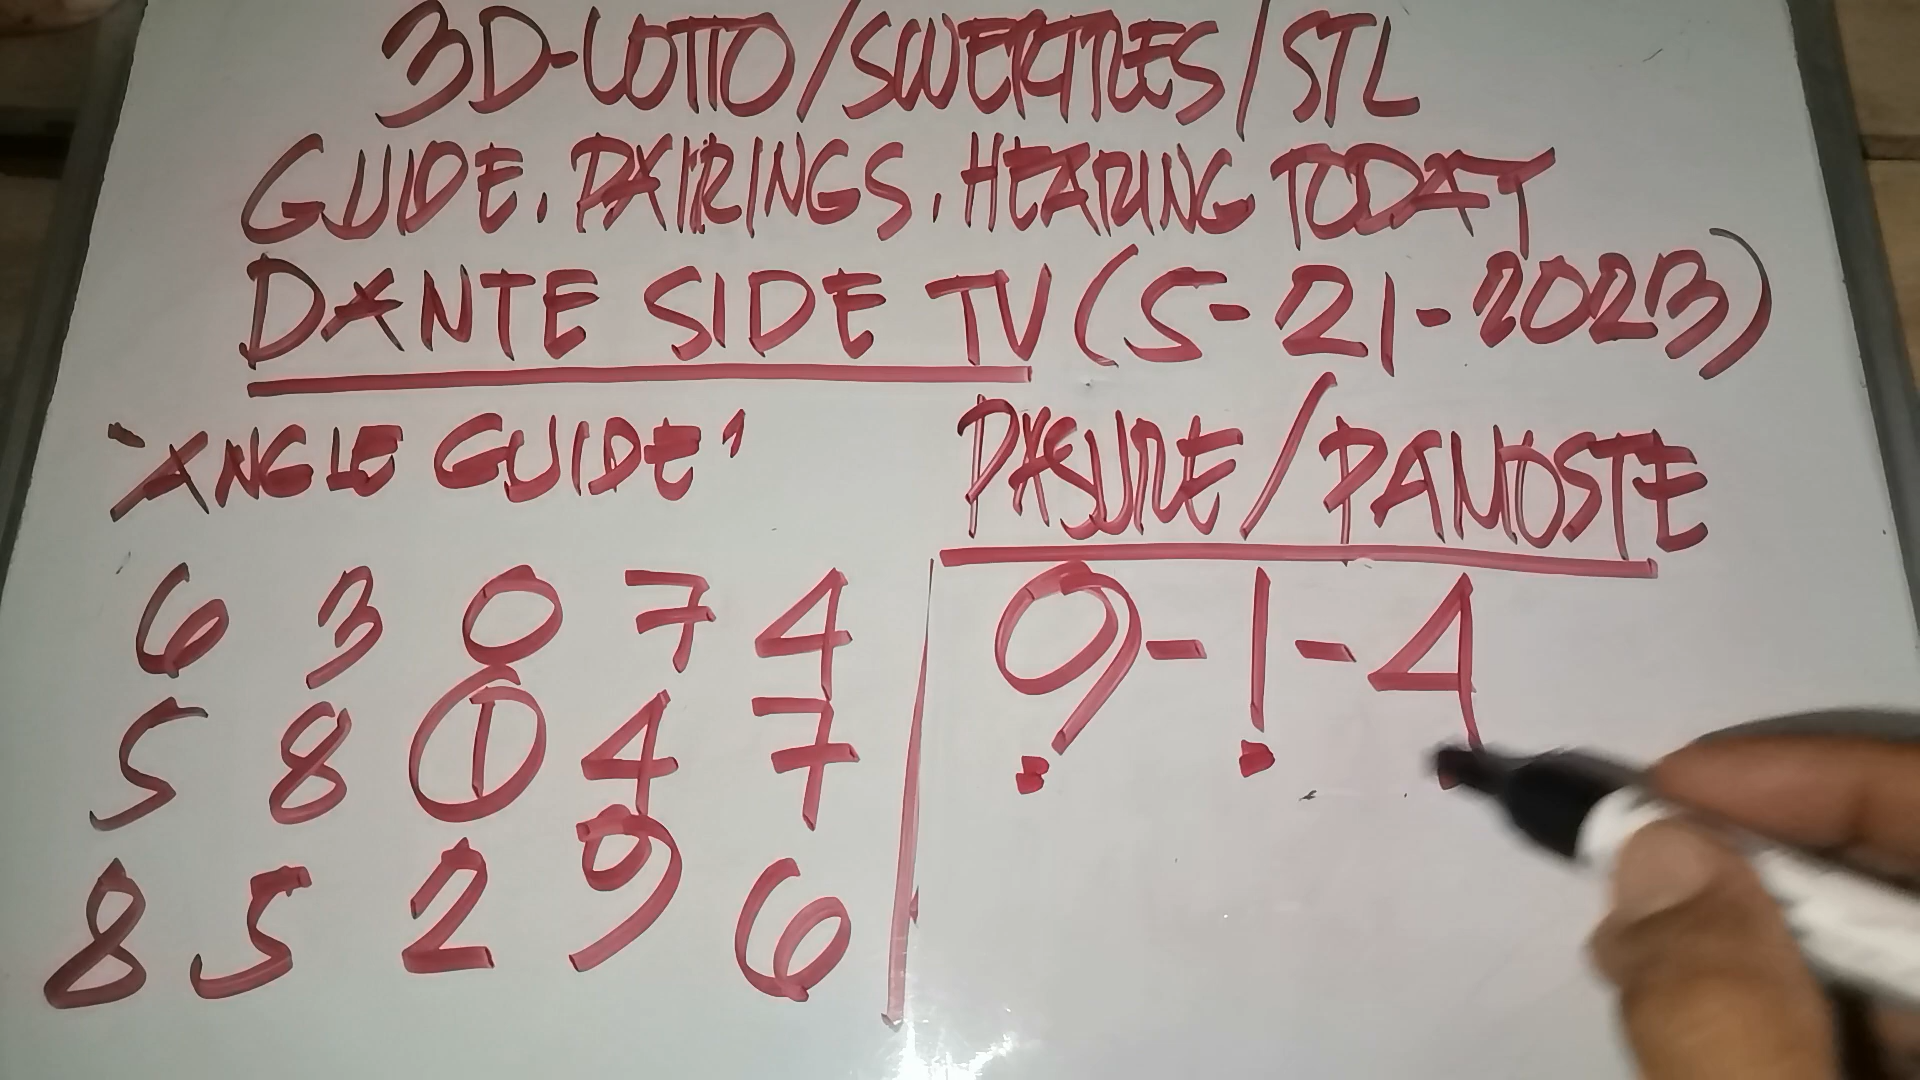 3D-LOTTO/SWERTRES/STL
GUIDE, PAIRINGS, HEARING TODAY
DANTE SIDE TV (5-21-2023)
"ANGLE GUIDE"
6 3 0 7 4
5 8 1 4 7
8 5 2 9 6
PASURE/PAMOSTE
9-1-4